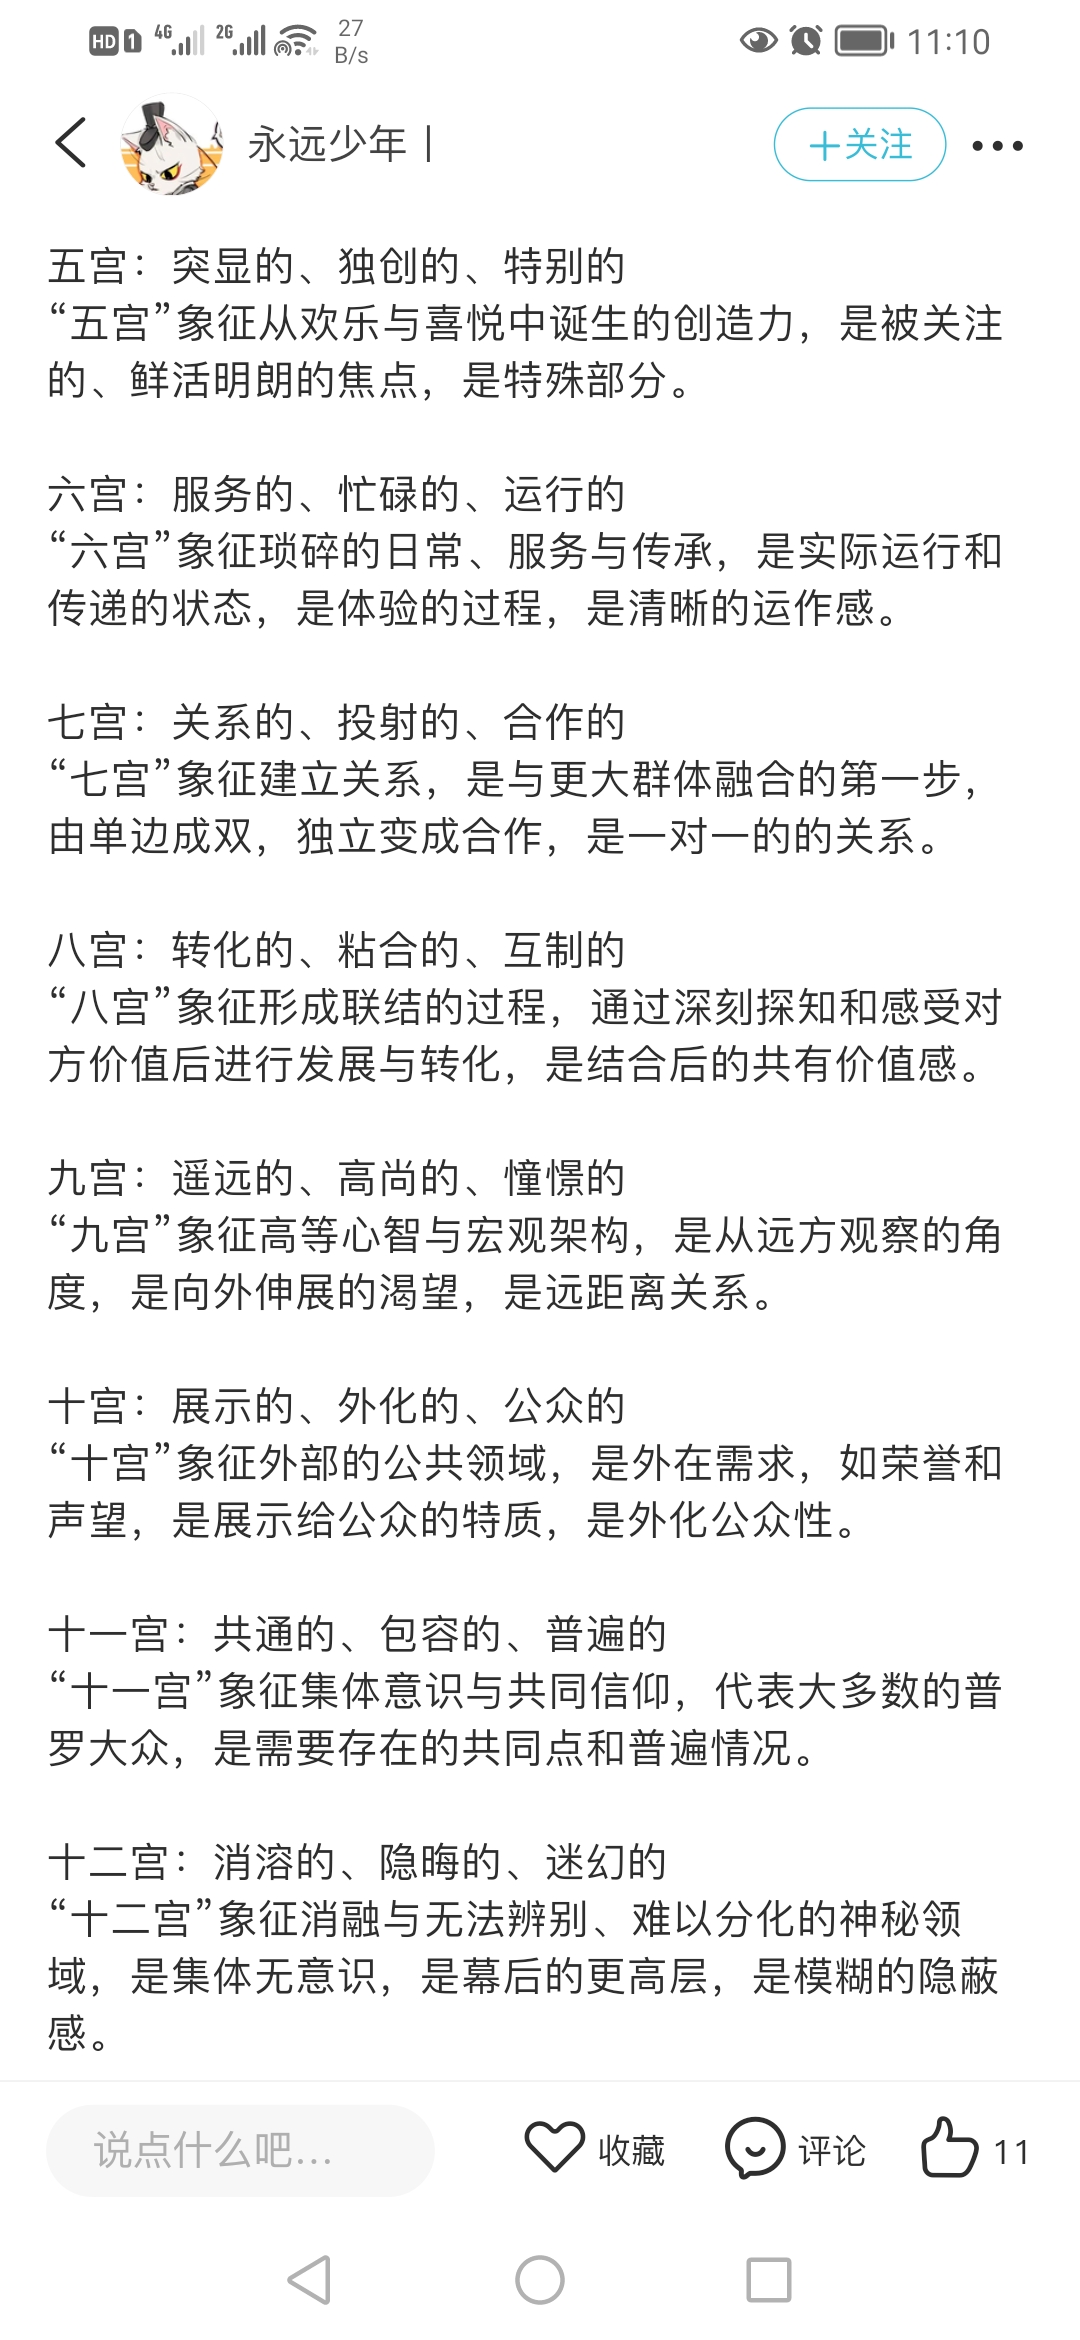 HD 1 4G 2G 27 B/s 11:10
永远少年丨
+关注
五宫：突显的、独创的、特别的
“五宫”象征从欢乐与喜悦中诞生的创造力，是被关注
的、鲜活明朗的焦点，是特殊部分。
六宫：服务的、忙碌的、运行的
“六宫”象征琐碎的日常、服务与传承，是实际运行和
传递的状态，是体验的过程，是清晰的运作感。
七宫：关系的、投射的、合作的
“七宫”象征建立关系，是与更大群体融合的第一步，
由单边成双，独立变成合作，是一对一的的关系。
八宫：转化的、粘合的、互制的
“八宫”象征形成联结的过程，通过深刻探知和感受对
方价值后进行发展与转化，是结合后的共有价值感。
九宫：遥远的、高尚的、憧憬的
“九宫”象征高等心智与宏观架构，是从远方观察的角
度，是向外伸展的渴望，是远距离关系。
十宫：展示的、外化的、公众的
“十宫”象征外部的公共领域，是外在需求，如荣誉和
声望，是展示给公众的特质，是外化公众性。
十一宫：共通的、包容的、普遍的
“十一宫”象征集体意识与共同信仰，代表大多数的普
罗大众，是需要存在的共同点和普遍情况。
十二宫：消溶的、隐晦的、迷幻的
“十二宫”象征消融与无法辨别、难以分化的神秘领
域，是集体无意识，是幕后的更高层，是模糊的隐蔽
感。
说点什么吧... 收藏 评论 11